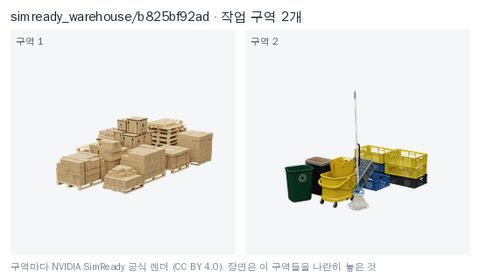 simready_warehouse/b825bf92ad · 작업 구역 2개
구역 1
구역 2
구역마다 NVIDIA SimReady 공식 렌더 (CC BY 4.0). 장면은 이 구역들을 나란히 놓은 것